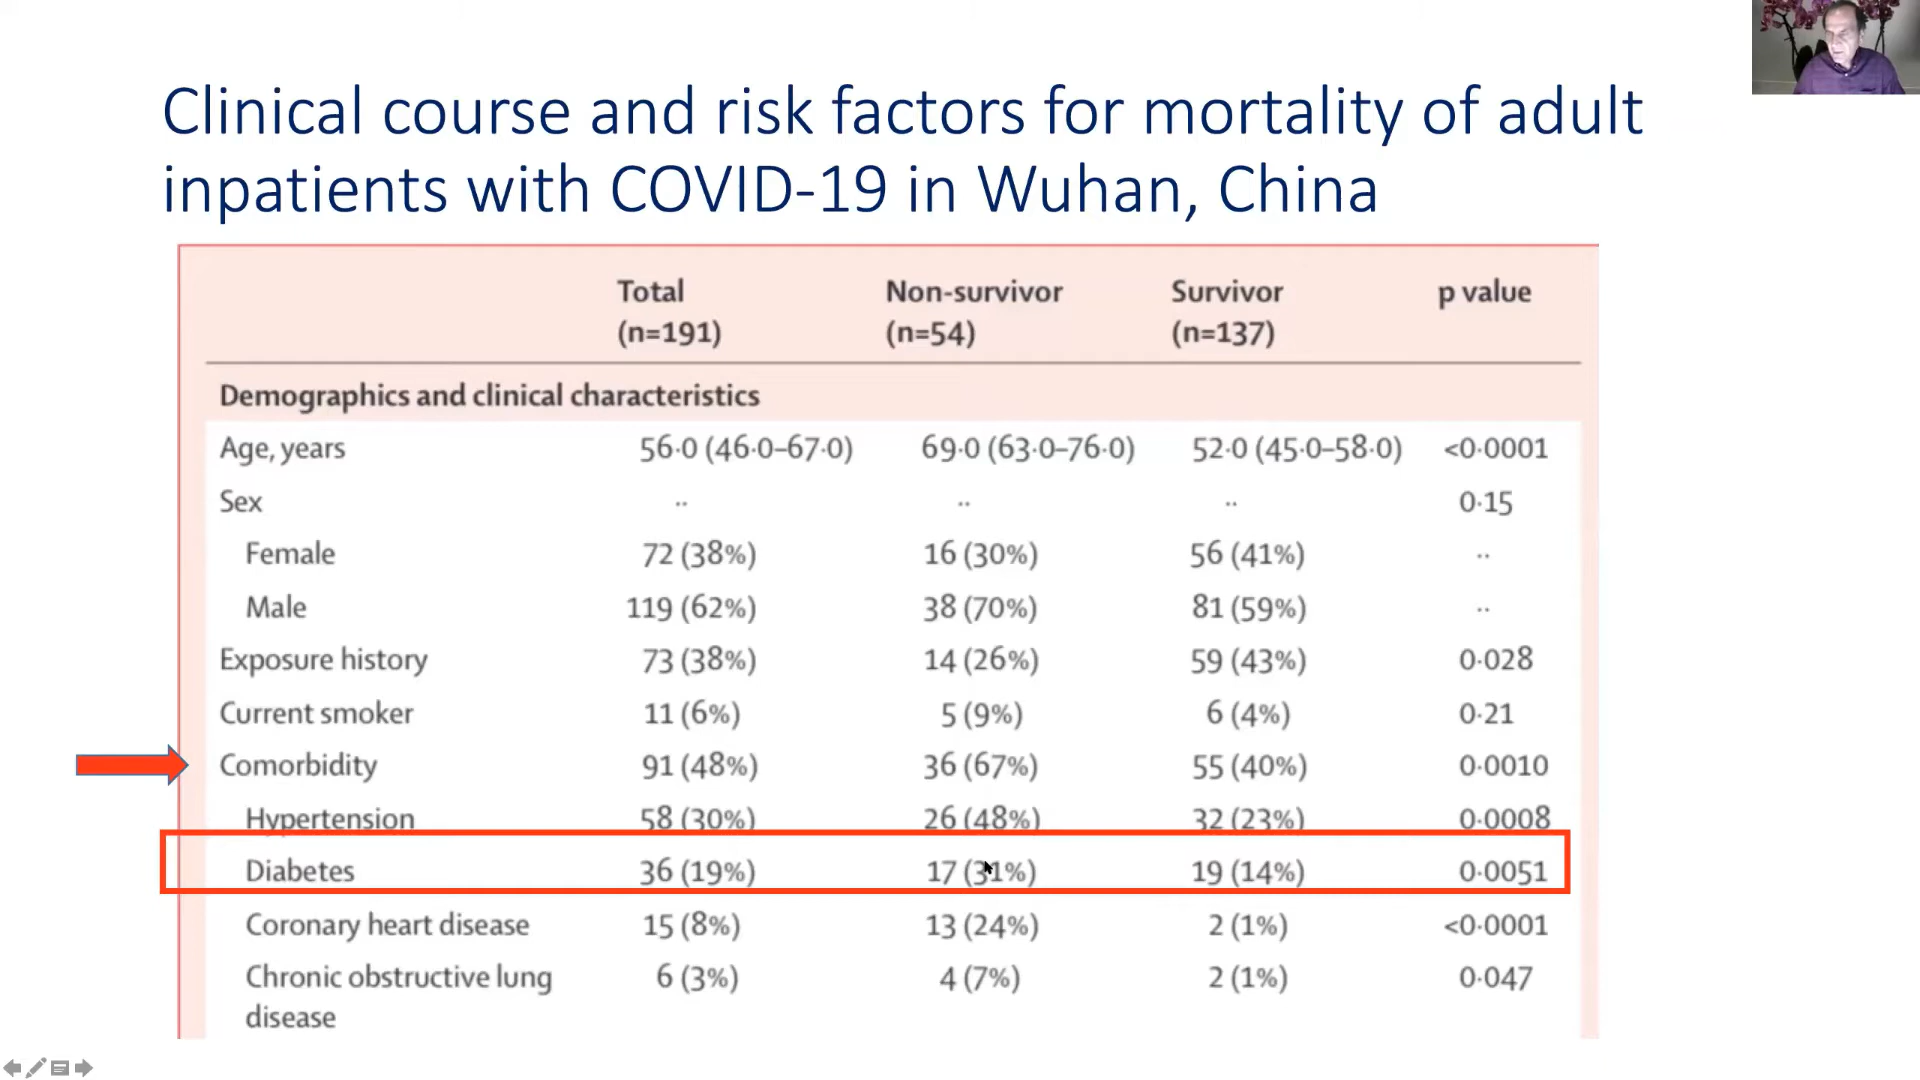 Clinical course and risk factors for mortality of adult
inpatients with COVID-19 in Wuhan, China
Total Non-survivor Survivor p value
(n=191) (n=54) (n=137)
Demographics and clinical characteristics
Age, years 56·0 (46·0–67·0) 69·0 (63·0–76·0) 52·0 (45·0–58·0) <0·0001
Sex ·· ·· ·· 0·15
Female 72 (38%) 16 (30%) 56 (41%) ··
Male 119 (62%) 38 (70%) 81 (59%) ··
Exposure history 73 (38%) 14 (26%) 59 (43%) 0·028
Current smoker 11 (6%) 5 (9%) 6 (4%) 0·21
Comorbidity 91 (48%) 36 (67%) 55 (40%) 0·0010
Hypertension 58 (30%) 26 (48%) 32 (23%) 0·0008
Diabetes 36 (19%) 17 (31%) 19 (14%) 0·0051
Coronary heart disease 15 (8%) 13 (24%) 2 (1%) <0·0001
Chronic obstructive lung 6 (3%) 4 (7%) 2 (1%) 0·047
disease